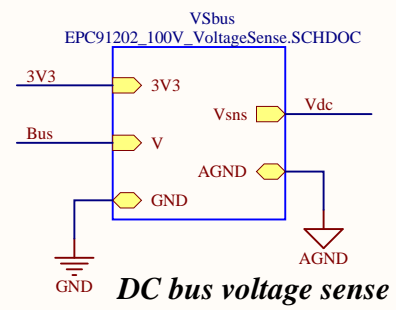 VSbus
EPC91202_100V_VoltageSense.SCHDOC
3V3
3V3
Vsns
Vdc
Bus
V
AGND
GND
GND
AGND
DC bus voltage sense